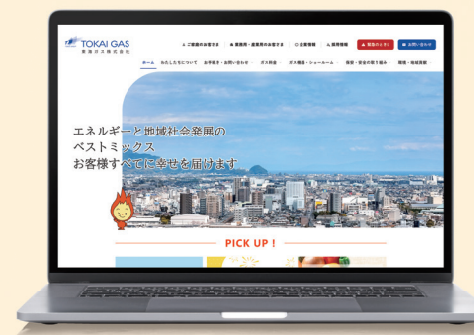 TOKAI GAS
東海ガス株式会社
ご家庭のお客さま
業務用・産業用のお客さま
企業情報
採用情報
緊急のとき!
お問い合わせ
ホーム
わたしたちについて
お手続き・お問い合わせ
ガス料金
ガス機器・ショールーム
保安・安全の取り組み
環境・地域貢献
エネルギーと地域社会発展の
ベストミックス
お客様すべてに幸せを届けます
PICK UP !